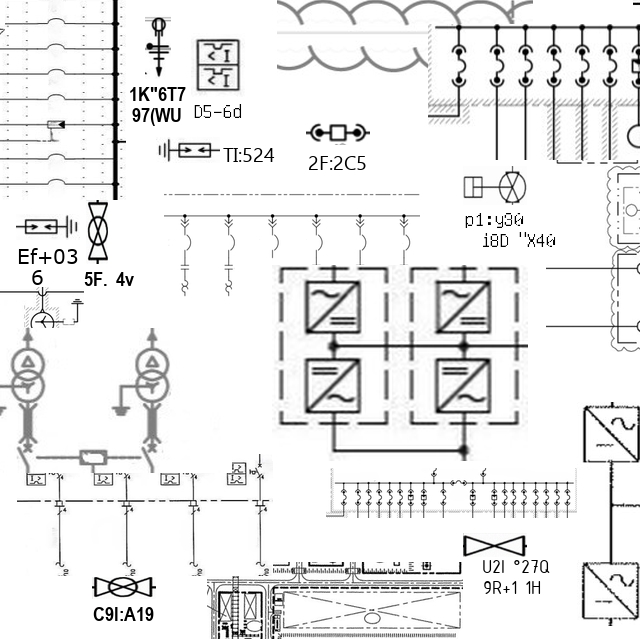 1K"6T7
97(WU
D5-6d
TI:524
2F:2C5
p1:y30
i8D "X40
Ef+03
6
5F. 4v
U2I °27Q
9R+1 1H
C9I:A19